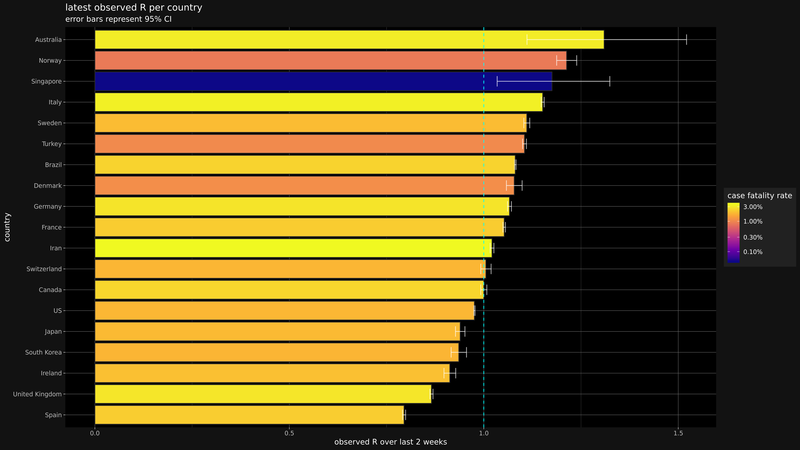 latest observed R per country
error bars represent 95% CI
country
Australia
Norway
Singapore
Italy
Sweden
Turkey
Brazil
Denmark
Germany
France
Iran
Switzerland
Canada
US
Japan
South Korea
Ireland
United Kingdom
Spain
0.0
0.5
1.0
1.5
observed R over last 2 weeks
case fatality rate
3.00%
1.00%
0.30%
0.10%